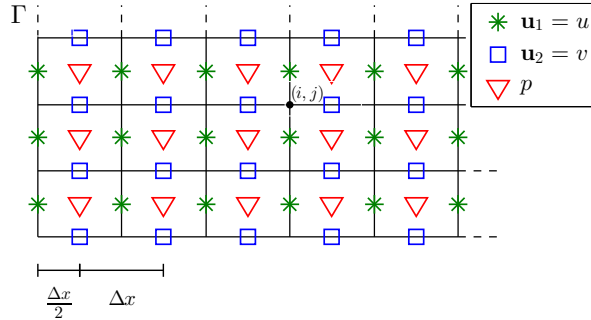 Γ
u₁ = u
u₂ = v
p
(i, j)
Δx/2
Δx